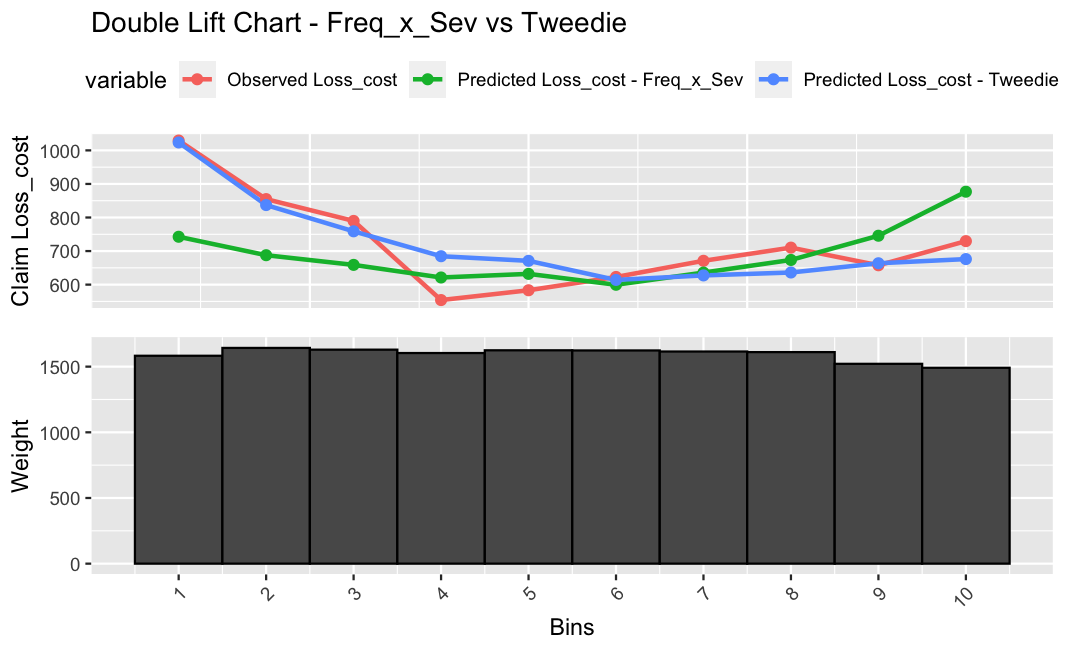 Double Lift Chart - Freq_x_Sev vs Tweedie
variable Observed Loss_cost Predicted Loss_cost - Freq_x_Sev Predicted Loss_cost - Tweedie
Claim Loss_cost
1000
900
800
700
600
Weight
1500
1000
500
0
1 2 3 4 5 6 7 8 9 10
Bins